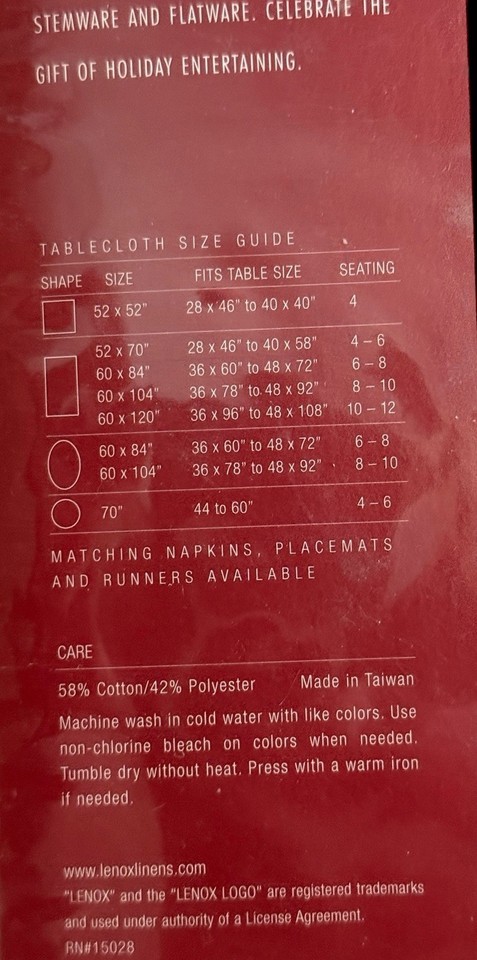 STEMWARE AND FLATWARE. CELEBRATE THE
GIFT OF HOLIDAY ENTERTAINING.
TABLECLOTH SIZE GUIDE
SHAPE SIZE FITS TABLE SIZE SEATING
52 x 52" 28 x 46" to 40 x 40" 4
52 x 70" 28 x 46" to 40 x 58" 4 – 6
60 x 84" 36 x 60" to 48 x 72" 6 – 8
60 x 104" 36 x 78" to 48 x 92" 8 – 10
60 x 120" 36 x 96" to 48 x 108" 10 – 12
60 x 84" 36 x 60" to 48 x 72" 6 – 8
60 x 104" 36 x 78" to 48 x 92" 8 – 10
70" 44 to 60" 4 – 6
MATCHING NAPKINS, PLACEMATS
AND RUNNERS AVAILABLE
CARE
58% Cotton/42% Polyester Made in Taiwan
Machine wash in cold water with like colors. Use
non-chlorine bleach on colors when needed.
Tumble dry without heat. Press with a warm iron
if needed.
www.lenoxlinens.com
"LENOX" and the "LENOX LOGO" are registered trademarks
and used under authority of a License Agreement.
RN#15028